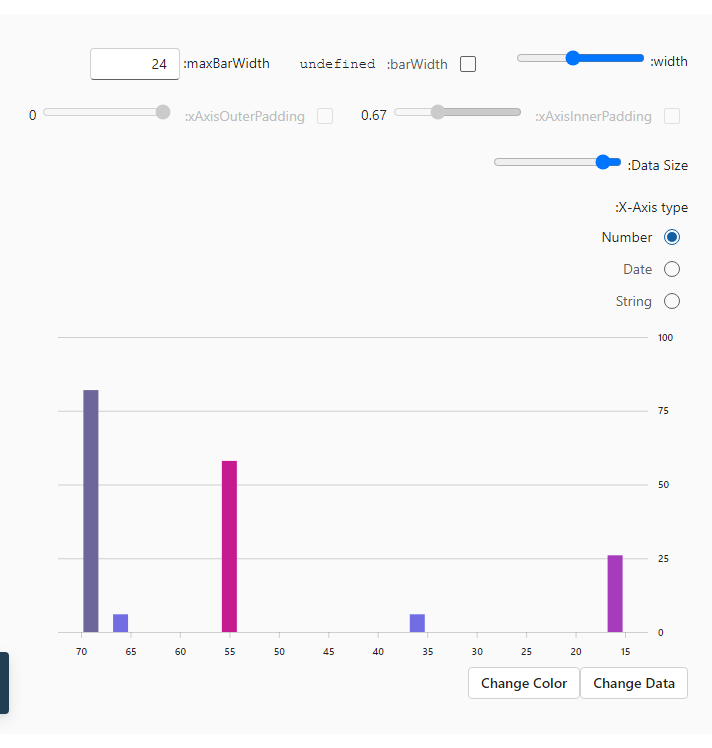 width:
barWidth: undefined
maxBarWidth: 24
xAxisInnerPadding: 0.67
xAxisOuterPadding: 0
Data Size:
X-Axis type:
Number
Date
String
100
75
50
25
0
70 65 60 55 50 45 40 35 30 25 20 15
Change Color Change Data